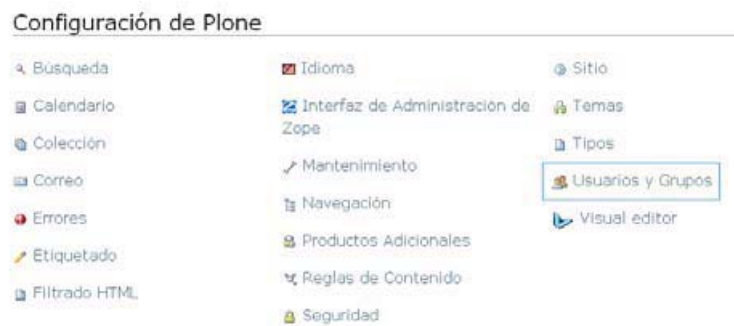 Configuración de Plone
Búsqueda
Calendario
Colección
Correo
Errores
Etiquetado
Filtrado HTML
Idioma
Interfaz de Administración de
Zope
Mantenimiento
Navegación
Productos Adicionales
Reglas de Contenido
Seguridad
Sitio
Temas
Tipos
Usuarios y Grupos
Visual editor